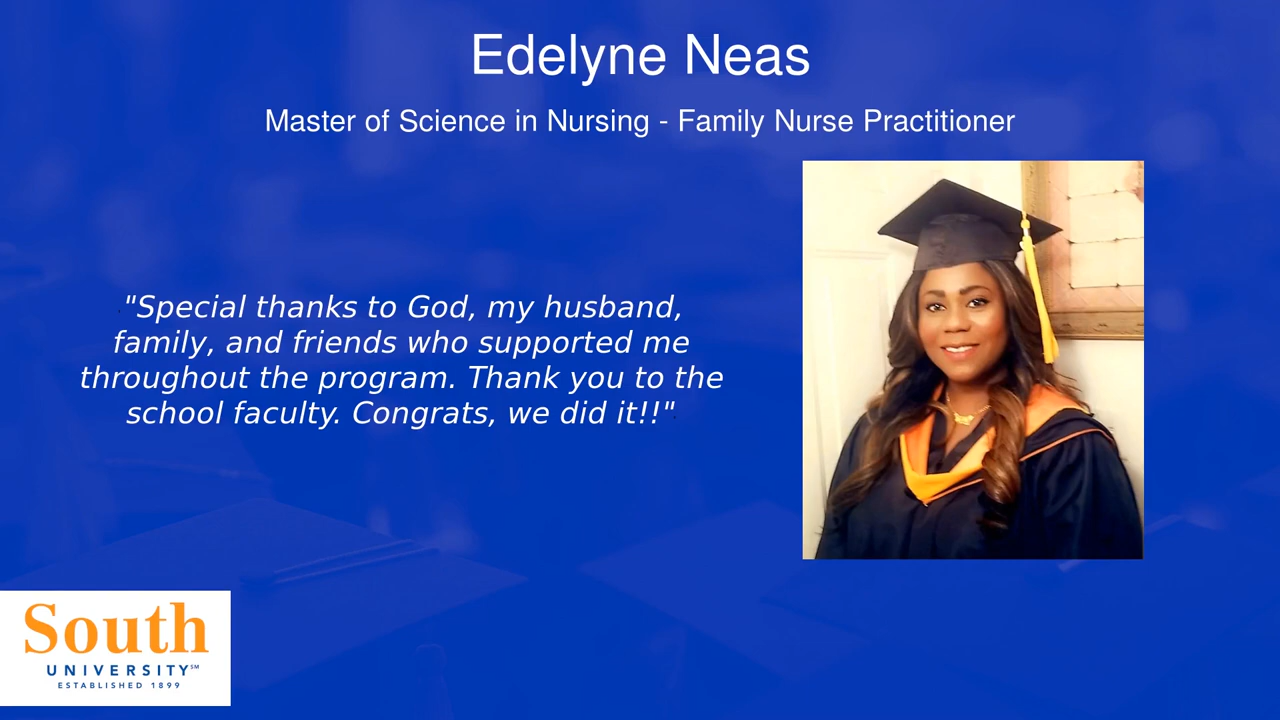 Edelyne Neas
Master of Science in Nursing - Family Nurse Practitioner
"Special thanks to God, my husband,
family, and friends who supported me
throughout the program. Thank you to the
school faculty. Congrats, we did it!!"
South
UNIVERSITY℠
ESTABLISHED 1899